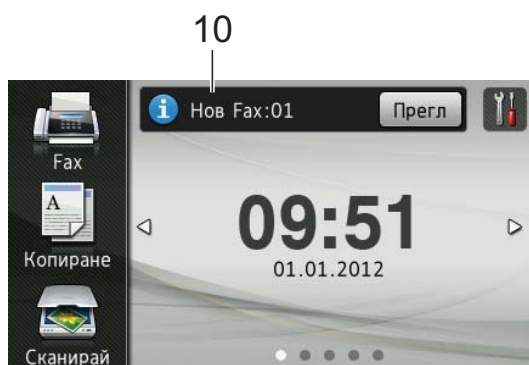 10
Нов Fax:01
Прегл
Fax
A
Копиране
Сканирай
09:51
01.01.2012